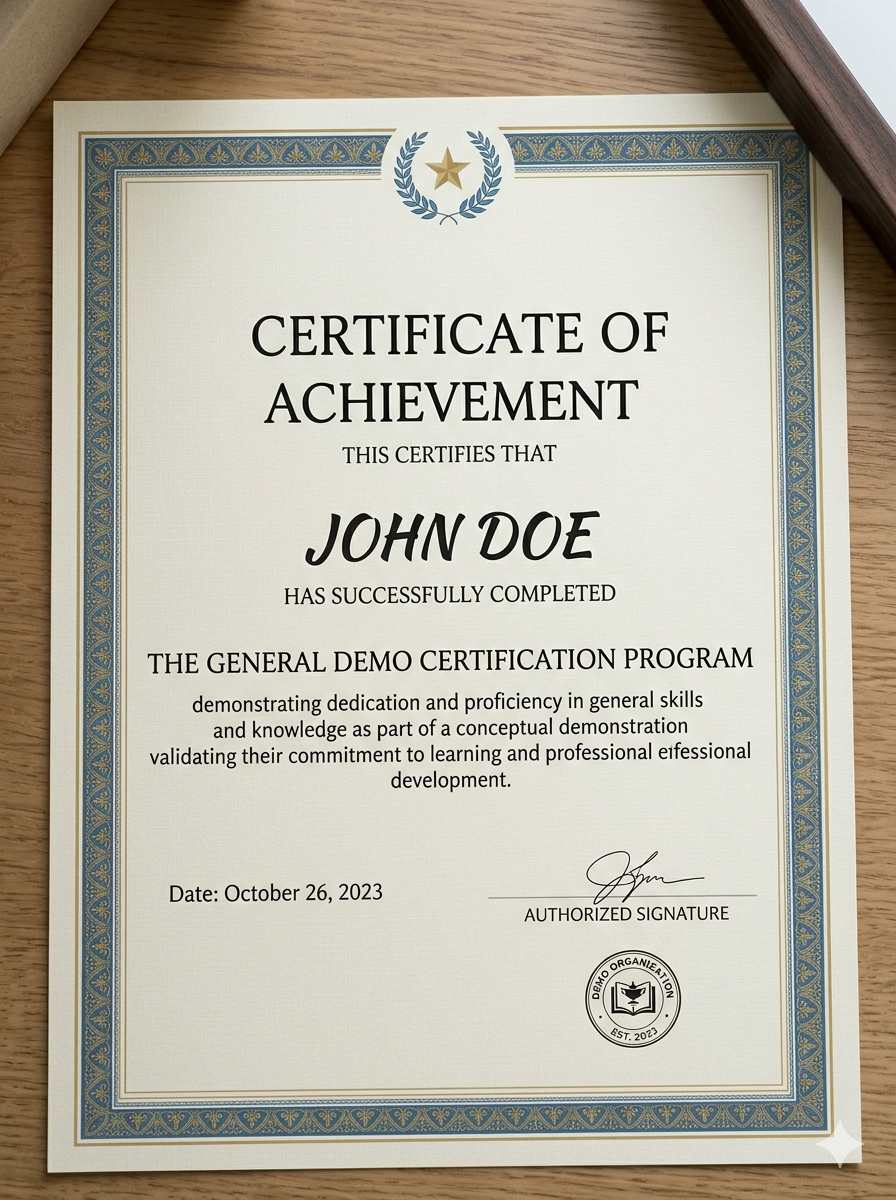 CERTIFICATE OF
ACHIEVEMENT
THIS CERTIFIES THAT
JOHN DOE
HAS SUCCESSFULLY COMPLETED
THE GENERAL DEMO CERTIFICATION PROGRAM
demonstrating dedication and proficiency in general skills
and knowledge as part of a conceptual demonstration
validating their commitment to learning and professional eifessional
development.
Date: October 26, 2023
AUTHORIZED SIGNATURE
DEMO ORGANIZATION
EST. 2023